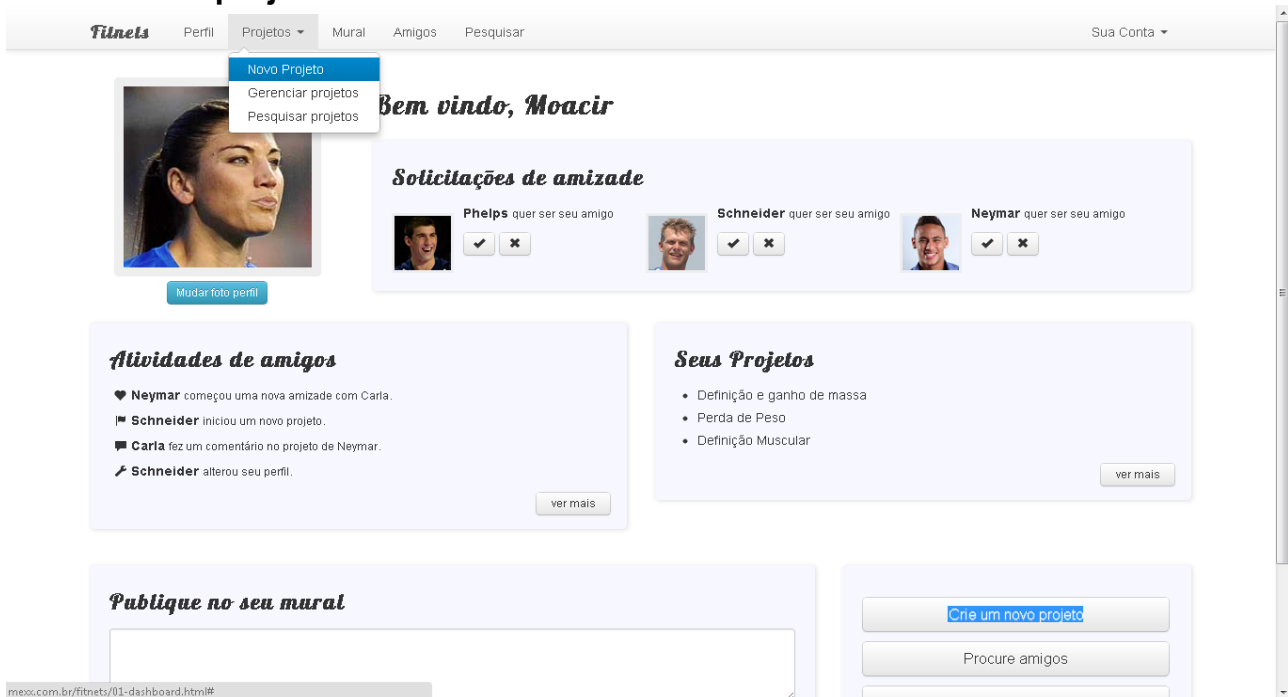 Fitnets Perfil Projetos Mural Amigos Pesquisar Sua Conta
Novo Projeto
Gerenciar projetos
Pesquisar projetos
Bem vindo, Moacir
Mudar foto perfil
Solicitações de amizade
Phelps quer ser seu amigo
Schneider quer ser seu amigo
Neymar quer ser seu amigo
Atividades de amigos
Neymar começou uma nova amizade com Carla.
Schneider iniciou um novo projeto.
Carla fez um comentário no projeto de Neymar.
Schneider alterou seu perfil.
ver mais
Seus Projetos
Definição e ganho de massa
Perda de Peso
Definição Muscular
ver mais
Publique no seu mural
Crie um novo projeto
Procure amigos
mexx.com.br/fitnets/01-dashboard.html#